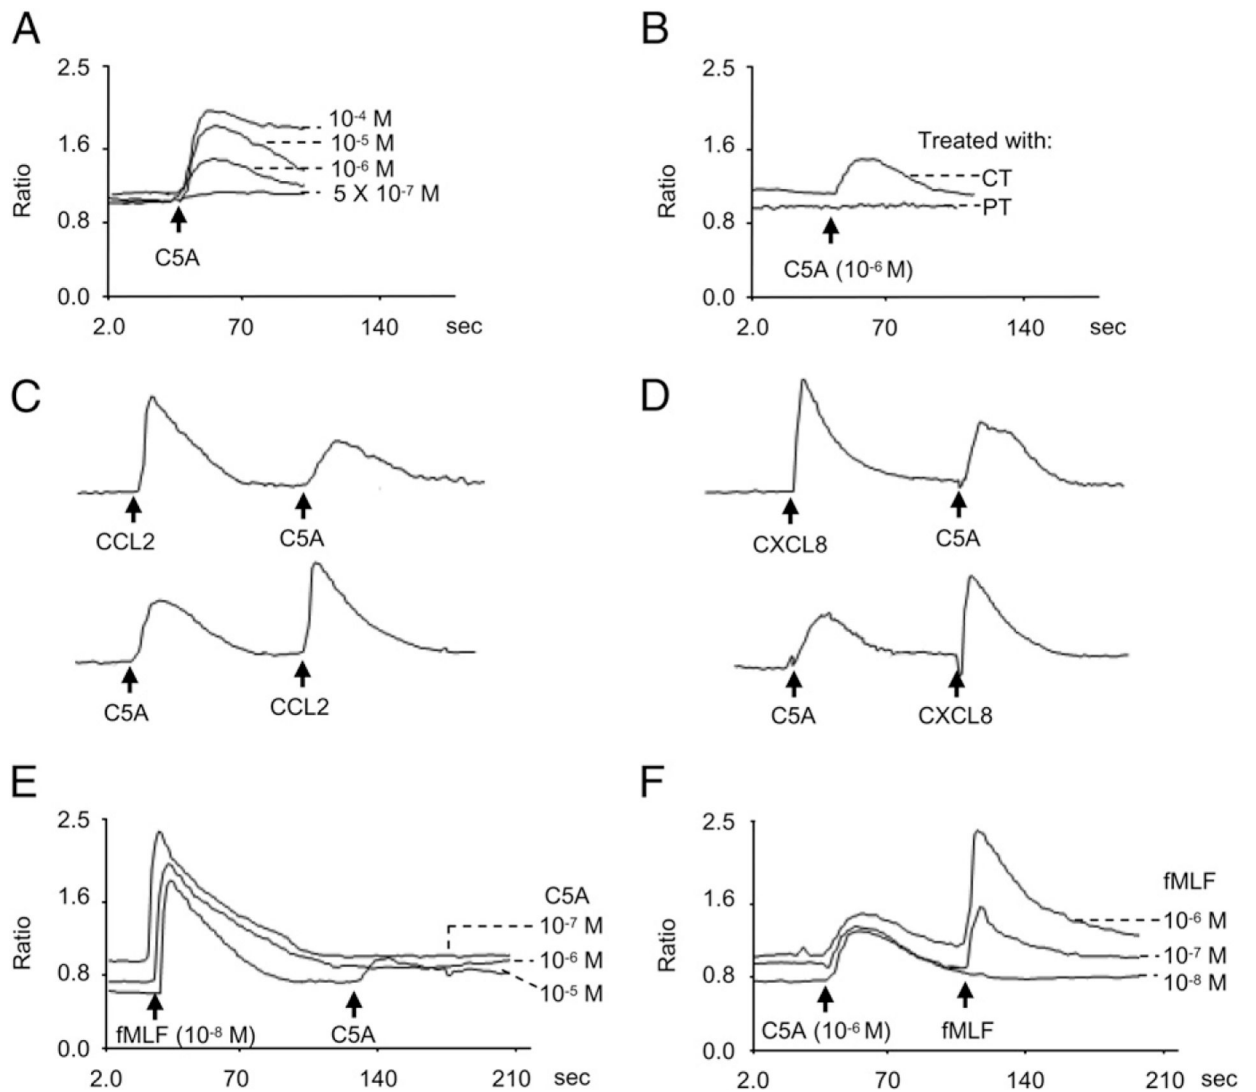 A
2.5
1.6
0.8
0.0
Ratio
10⁻⁴ M
10⁻⁵ M
10⁻⁶ M
5 X 10⁻⁷ M
C5A
2.0 70 140 sec
B
2.5
1.6
0.8
0.0
Ratio
Treated with:
CT
PT
C5A (10⁻⁶ M)
2.0 70 140 sec
C
CCL2 C5A
C5A CCL2
D
CXCL8 C5A
C5A CXCL8
E
2.5
1.6
0.8
0.0
Ratio
C5A
10⁻⁷ M
10⁻⁶ M
10⁻⁵ M
fMLF (10⁻⁸ M) C5A
2.0 70 140 210 sec
F
2.5
1.6
0.8
0.0
Ratio
fMLF
10⁻⁶ M
10⁻⁷ M
10⁻⁸ M
C5A (10⁻⁶ M) fMLF
2.0 70 140 210 sec